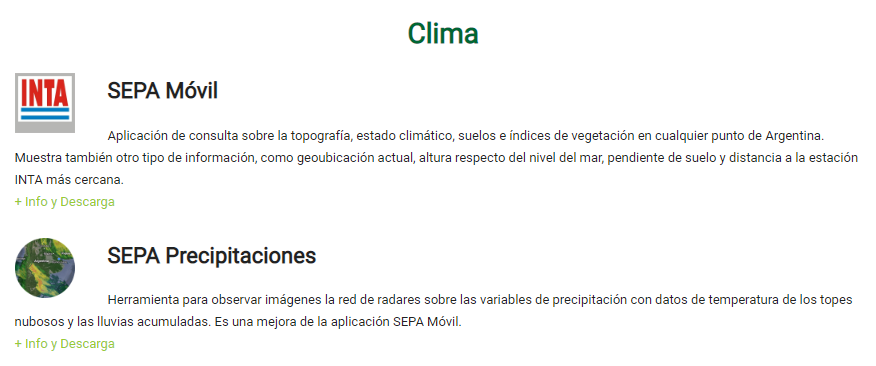 Clima
INTA
SEPA Móvil
Aplicación de consulta sobre la topografía, estado climático, suelos e índices de vegetación en cualquier punto de Argentina.
Muestra también otro tipo de información, como geoubicación actual, altura respecto del nivel del mar, pendiente de suelo y distancia a la estación
INTA más cercana.
+ Info y Descarga
SEPA Precipitaciones
Herramienta para observar imágenes la red de radares sobre las variables de precipitación con datos de temperatura de los topes
nubosos y las lluvias acumuladas. Es una mejora de la aplicación SEPA Móvil.
+ Info y Descarga